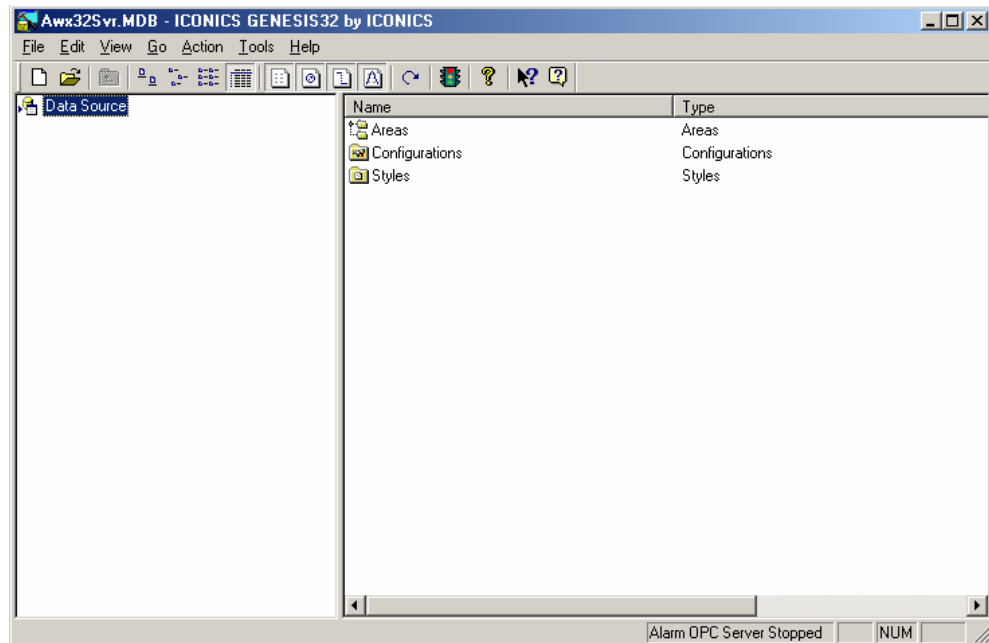 Awx32Svr.MDB - ICONICS GENESIS32 by ICONICS
File Edit View Go Action Tools Help
Data Source
Name Type
Areas Areas
Configurations Configurations
Styles Styles
Alarm OPC Server Stopped NUM